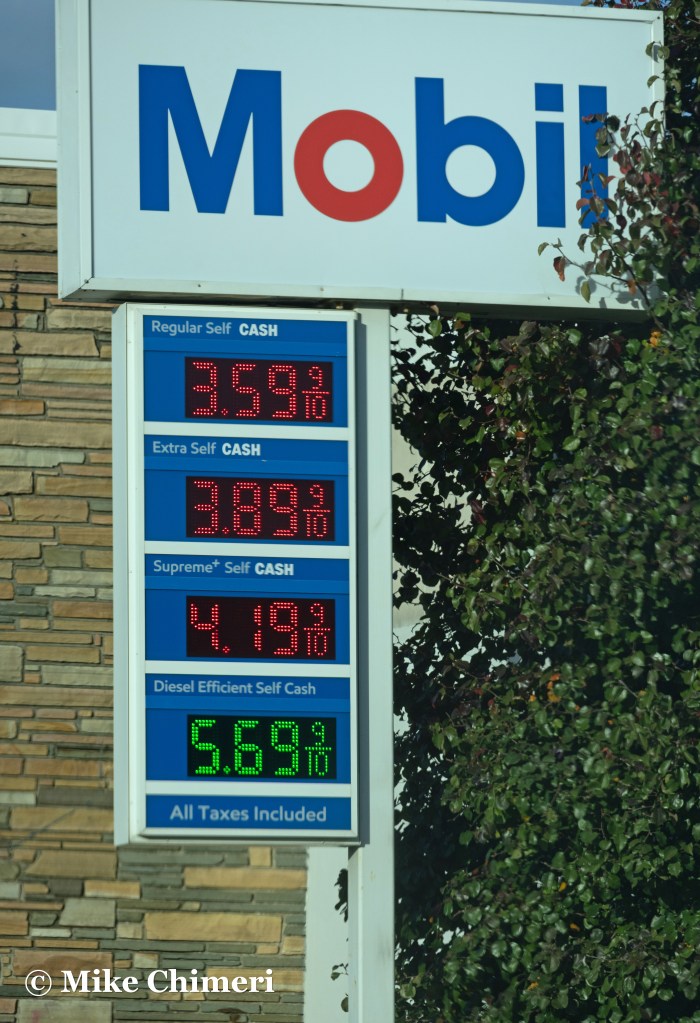 Mobil
Regular Self CASH
3.59 9/10
Extra Self CASH
3.89 9/10
Supreme+ Self CASH
4.19 9/10
Diesel Efficient Self Cash
5.69 9/10
All Taxes Included
© Mike Chimeri